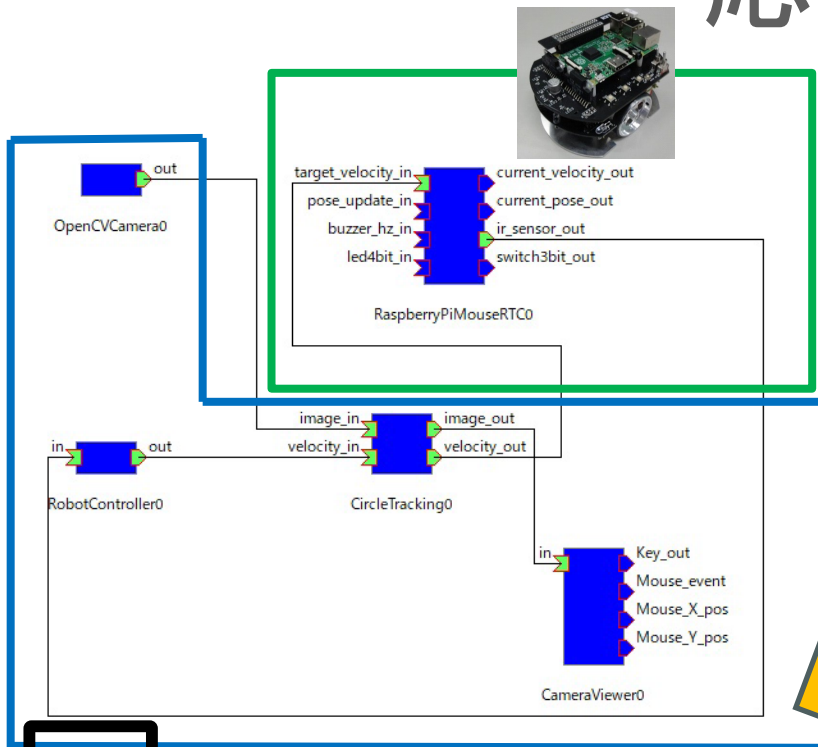 応
out
OpenCVCamera0
target_velocity_in
pose_update_in
buzzer_hz_in
led4bit_in
current_velocity_out
current_pose_out
ir_sensor_out
switch3bit_out
RaspberryPiMouseRTC0
in
out
RobotController0
image_in
velocity_in
image_out
velocity_out
CircleTracking0
in
Key_out
Mouse_event
Mouse_X_pos
Mouse_Y_pos
CameraViewer0